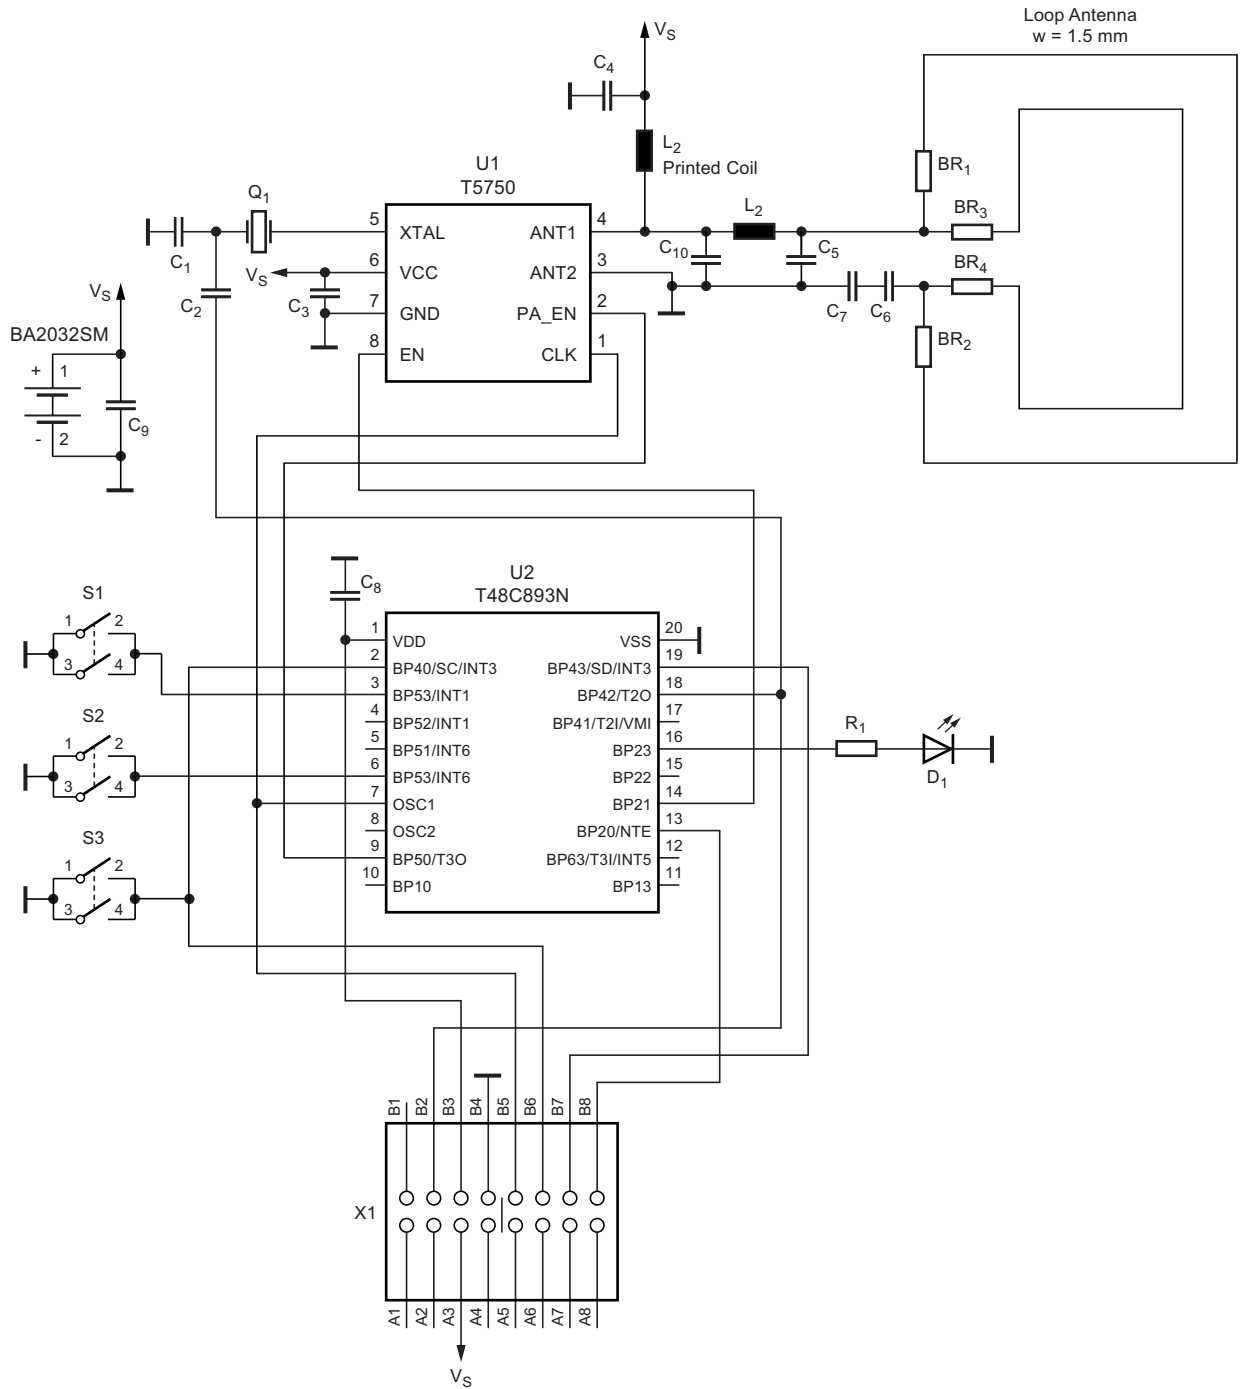 Loop Antenna
w = 1.5 mm
VS
C4
L2
Printed Coil
U1
T5750
Q1
C1
C2
VS
C3
5 XTAL ANT1 4
6 VCC ANT2 3
7 GND PA_EN 2
8 EN CLK 1
L2
C10
C5
C7 C6
BR1
BR3
BR4
BR2
VS
BA2032SM
+ 1
- 2
C9
C8
U2
T48C893N
1 VDD VSS 20
2 BP40/SC/INT3 BP43/SD/INT3 19
3 BP53/INT1 BP42/T2O 18
4 BP52/INT1 BP41/T2I/VMI 17
5 BP51/INT6 BP23 16
6 BP53/INT6 BP22 15
7 OSC1 BP21 14
8 OSC2 BP20/NTE 13
9 BP50/T3O BP63/T3I/INT5 12
10 BP10 BP13 11
S1
1 2
3 4
S2
1 2
3 4
S3
1 2
3 4
R1
D1
B1 B2 B3 B4 B5 B6 B7 B8
X1
A1 A2 A3 A4 A5 A6 A7 A8
VS